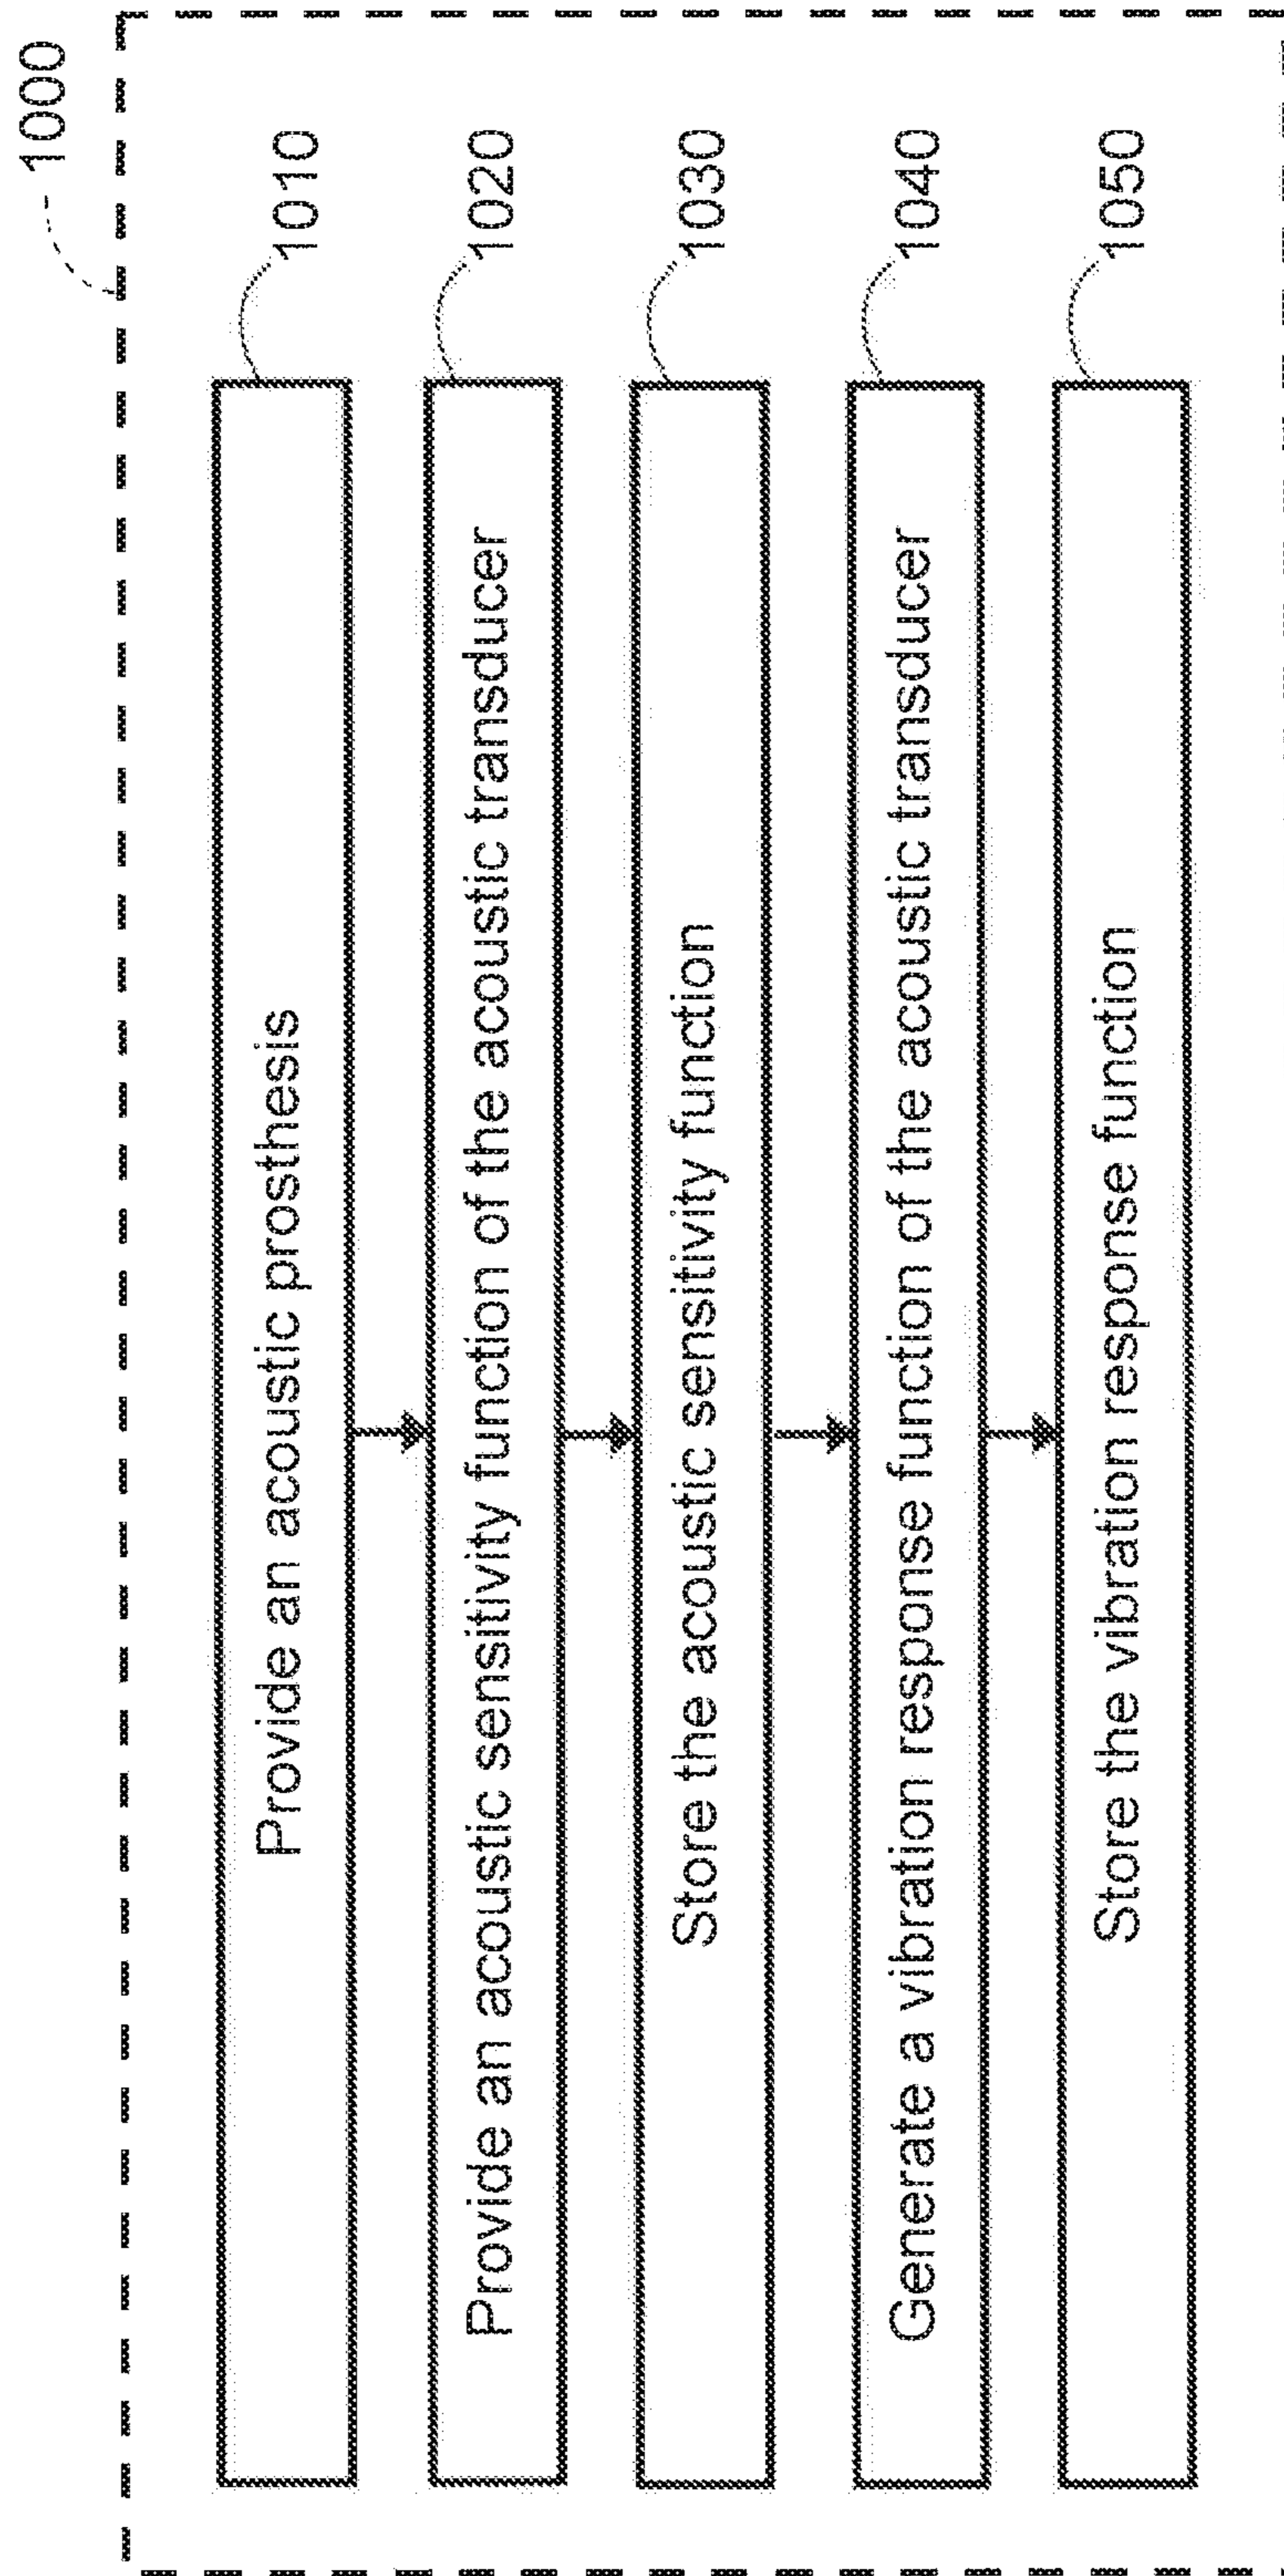 1000
Provide an acoustic prosthesis
1010
Provide an acoustic sensitivity function of the acoustic transducer
1020
Store the acoustic sensitivity function
1030
Generate a vibration response function of the acoustic transducer
1040
Store the vibration response function
1050